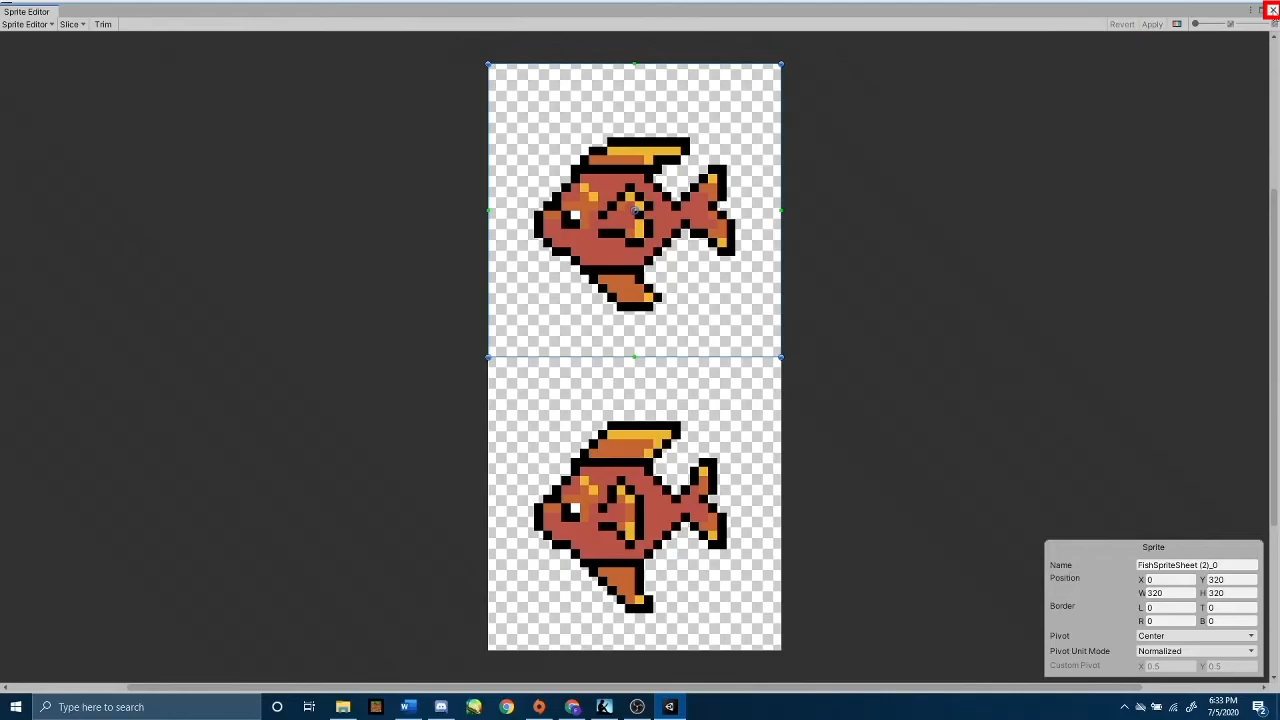 Sprite Editor
Sprite Editor Slice Trim Revert Apply
Sprite
Name FishSpriteSheet (2)_0
Position X 0 Y 320
W 320 H 320
Border L 0 T 0
R 0 B 0
Pivot Center
Pivot Unit Mode Normalized
Custom Pivot X 0.5 Y 0.5
Type here to search
6:33 PM
7/5/2020
2